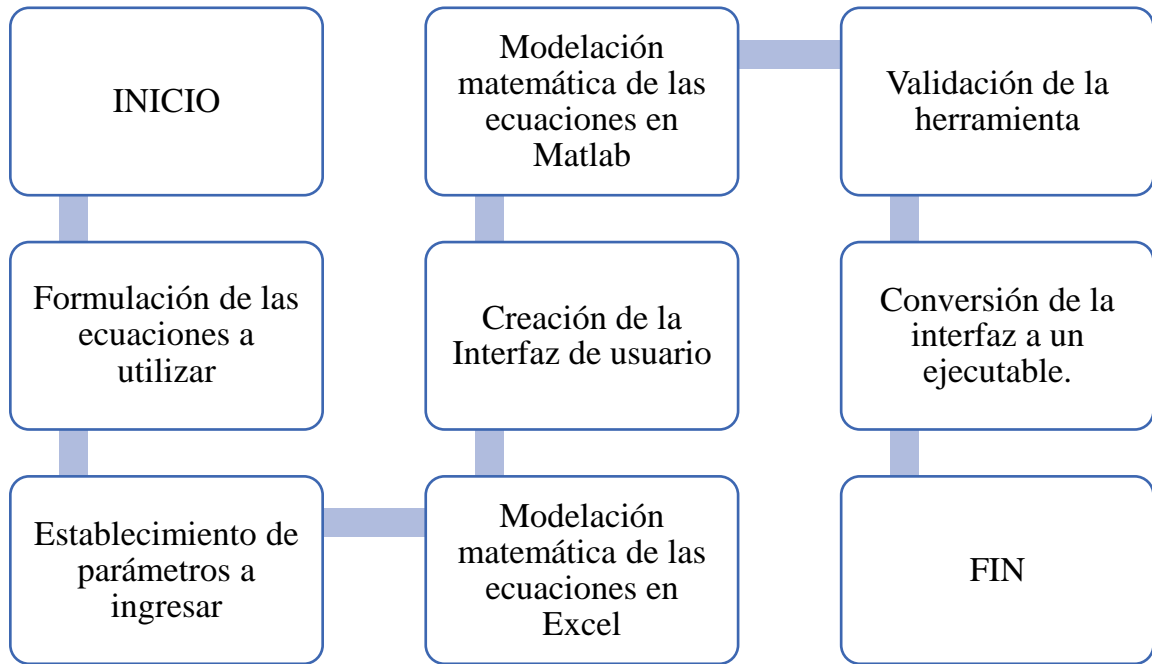 INICIO
Formulación de las
ecuaciones a
utilizar
Establecimiento de
parámetros a
ingresar
Modelación
matemática de las
ecuaciones en
Excel
Creación de la
Interfaz de usuario
Modelación
matemática de las
ecuaciones en
Matlab
Validación de la
herramienta
Conversión de la
interfaz a un
ejecutable.
FIN